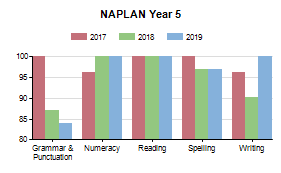 NAPLAN Year 5
2017 2018 2019
100
95
90
85
80
Grammar & Punctuation
Numeracy
Reading
Spelling
Writing